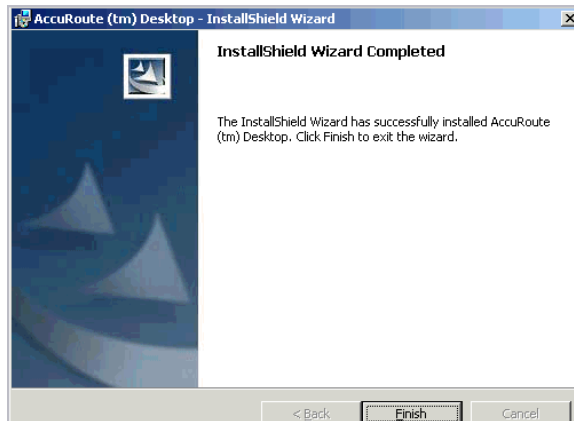 AccuRoute (tm) Desktop - InstallShield Wizard
InstallShield Wizard Completed
The InstallShield Wizard has successfully installed AccuRoute
(tm) Desktop. Click Finish to exit the wizard.
< Back Finish Cancel